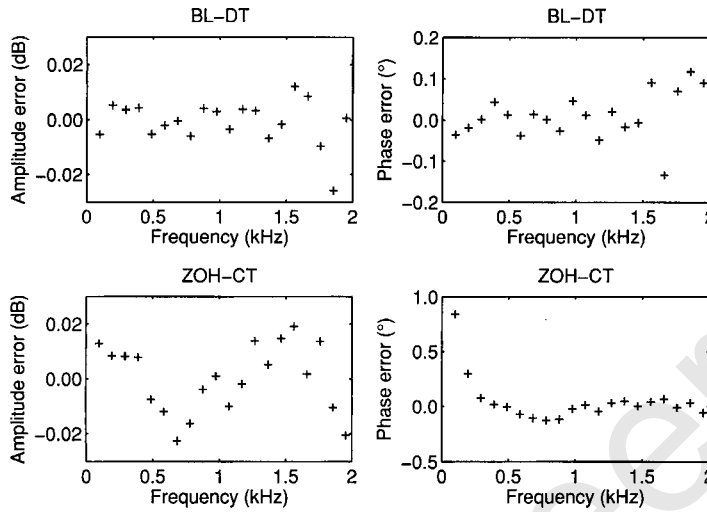 BL−DT
Amplitude error (dB)
0.02
0.00
−0.02
0
0.5
1
1.5
2
Frequency (kHz)
BL−DT
Phase error (°)
0.2
0.1
0.0
−0.1
−0.2
0
0.5
1
1.5
2
Frequency (kHz)
ZOH−CT
Amplitude error (dB)
0.02
0.00
−0.02
0
0.5
1
1.5
2
Frequency (kHz)
ZOH−CT
Phase error (°)
1.0
0.5
0.0
−0.5
0
0.5
1
1.5
2
Frequency (kHz)